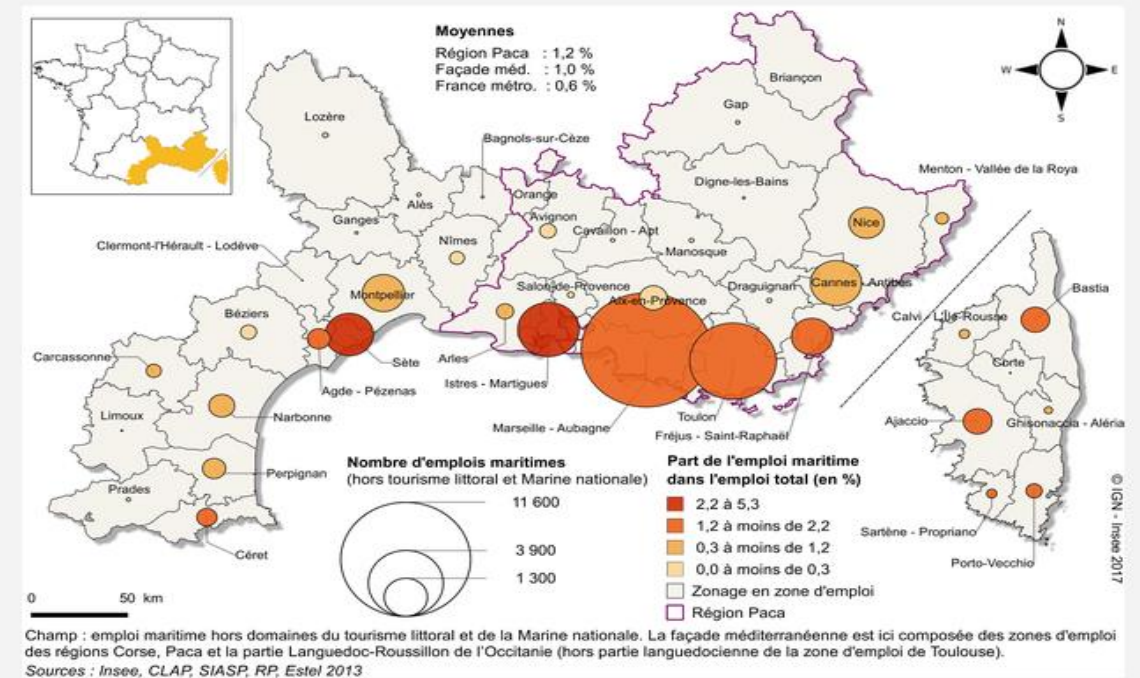 Moyennes
Région Paca : 1,2 %
Façade méd. : 1,0 %
France métro. : 0,6 %
N
W
E
S
Briançon
Gap
Lozère
Bagnols-sur-Cèze
Menton - Vallée de la Roya
Digne-les-Bains
Orange
Alès
Ganges
Avignon
Nice
Cavaillon - Apt
Nîmes
Manosque
Clermont-l'Hérault - Lodève
Cannes - Antibes
Salon-de-Provence
Draguignan
Montpellier
Aix-en-Provence
Bastia
Béziers
Calvi - L'Île-Rousse
Carcassonne
Sète
Arles
Corte
Istres - Martigues
Agde - Pézenas
Limoux
Narbonne
Toulon
Ajaccio
Ghisonaccia - Aléria
Marseille - Aubagne
Fréjus - Saint-Raphaël
Perpignan
Prades
Sartène - Propriano
Céret
Porto-Vecchio
Nombre d'emplois maritimes
(hors tourisme littoral et Marine nationale)
11 600
3 900
1 300
Part de l'emploi maritime
dans l'emploi total (en %)
2,2 à 5,3
1,2 à moins de 2,2
0,3 à moins de 1,2
0,0 à moins de 0,3
Zonage en zone d'emploi
Région Paca
© IGN - Insee 2017
0 50 km
Champ : emploi maritime hors domaines du tourisme littoral et de la Marine nationale. La façade méditerranéenne est ici composée des zones d'emploi
des régions Corse, Paca et la partie Languedoc-Roussillon de l'Occitanie (hors partie languedocienne de la zone d'emploi de Toulouse).
Sources : Insee, CLAP, SIASP, RP, Estel 2013